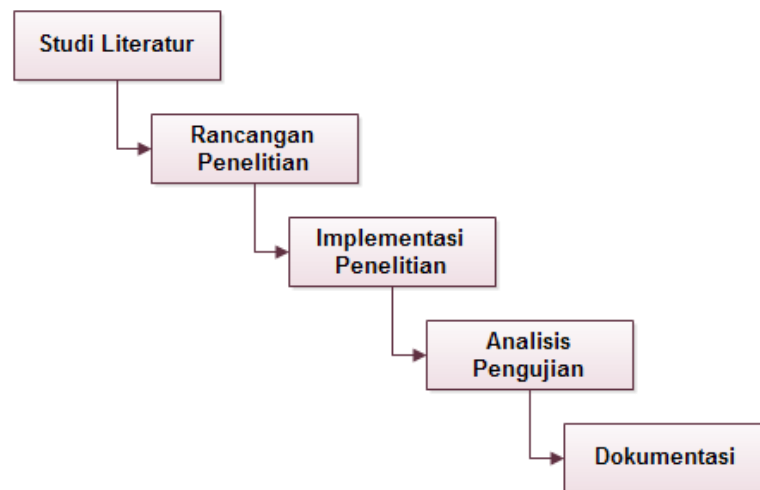 Studi Literatur
Rancangan
Penelitian
Implementasi
Penelitian
Analisis
Pengujian
Dokumentasi